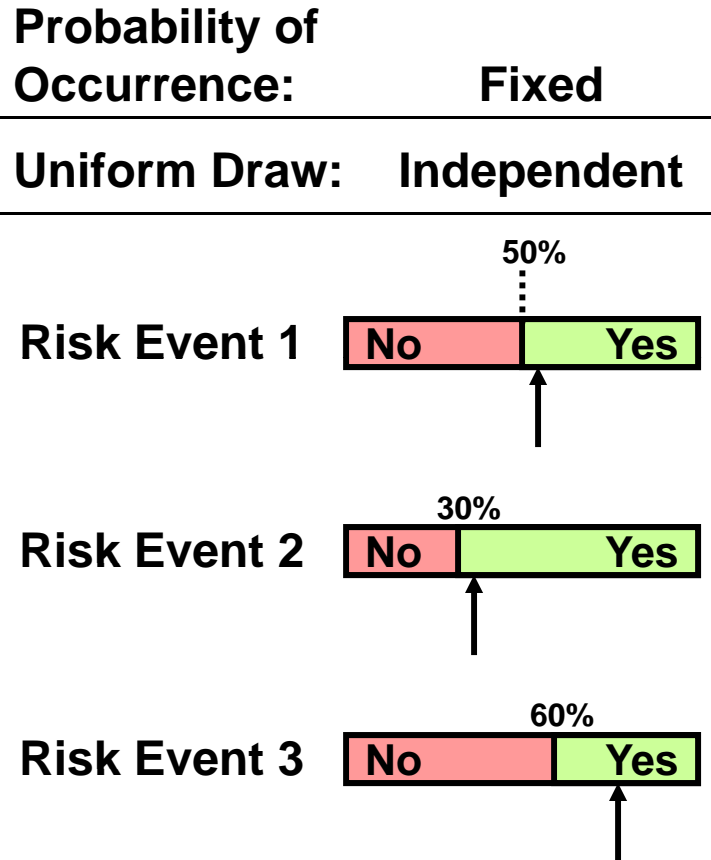 Probability of
Occurrence: Fixed
Uniform Draw: Independent
50%
Risk Event 1 No Yes
30%
Risk Event 2 No Yes
60%
Risk Event 3 No Yes